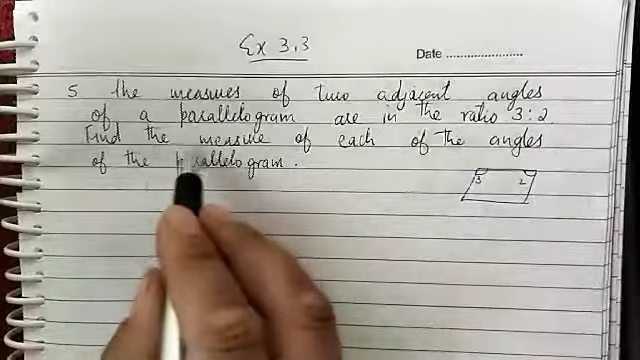 Ex 3.3
Date ......................
5 The measures of two adjacent angles
of a parallelogram are in the ratio 3:2
Find the measure of each of the angles
of the parallelogram.
3 2